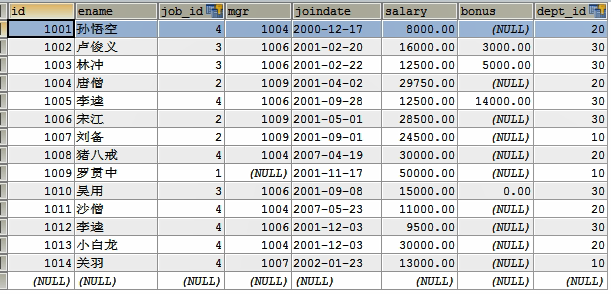 id ename job_id mgr joindate salary bonus dept_id
1001 孙悟空 4 1004 2000-12-17 8000.00 (NULL) 20
1002 卢俊义 3 1006 2001-02-20 16000.00 3000.00 30
1003 林冲 3 1006 2001-02-22 12500.00 5000.00 30
1004 唐僧 2 1009 2001-04-02 29750.00 (NULL) 20
1005 李逵 4 1006 2001-09-28 12500.00 14000.00 30
1006 宋江 2 1009 2001-05-01 28500.00 (NULL) 30
1007 刘备 2 1009 2001-09-01 24500.00 (NULL) 10
1008 猪八戒 4 1004 2007-04-19 30000.00 (NULL) 20
1009 罗贯中 1 (NULL) 2001-11-17 50000.00 (NULL) 10
1010 吴用 3 1006 2001-09-08 15000.00 0.00 30
1011 沙僧 4 1004 2007-05-23 11000.00 (NULL) 20
1012 李逵 4 1006 2001-12-03 9500.00 (NULL) 30
1013 小白龙 4 1004 2001-12-03 30000.00 (NULL) 20
1014 关羽 4 1007 2002-01-23 13000.00 (NULL) 10
(NULL) (NULL) (NULL) (NULL) (NULL) (NULL) (NULL) (NULL)